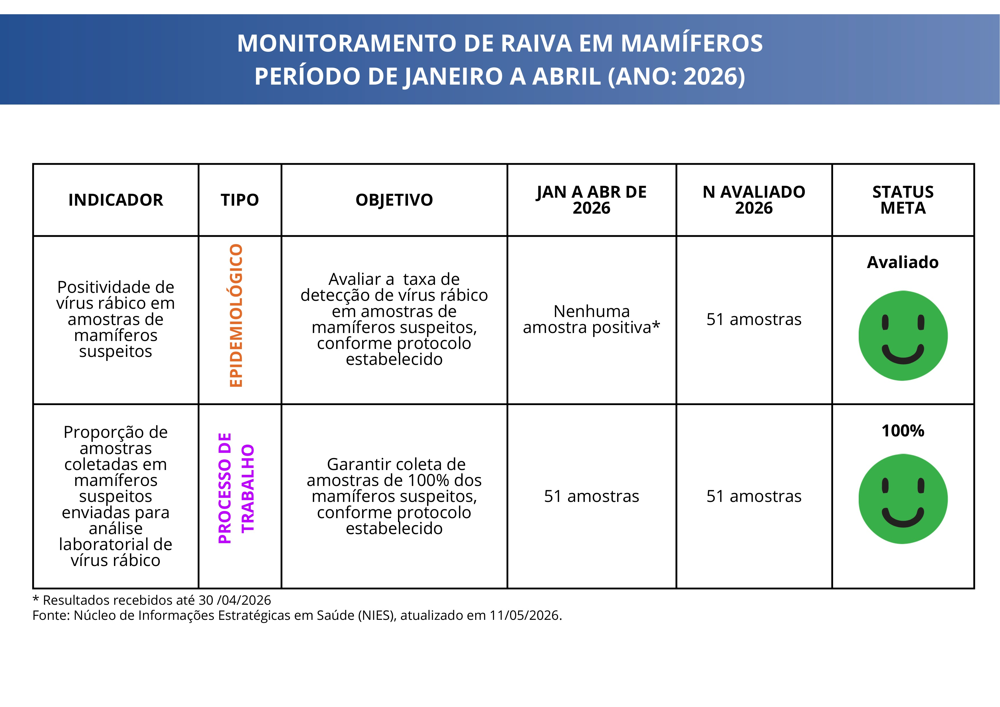 MONITORAMENTO DE RAIVA EM MAMÍFEROS
PERÍODO DE JANEIRO A ABRIL (ANO: 2026)
INDICADOR
TIPO
OBJETIVO
JAN A ABR DE
2026
N AVALIADO
2026
STATUS
META
Positividade de
vírus rábico em
amostras de
mamíferos
suspeitos
EPIDEMIOLÓGICO
Avaliar a  taxa de
detecção de vírus rábico
em amostras de
mamíferos suspeitos,
conforme protocolo
estabelecido
Nenhuma
amostra positiva*
51 amostras
Avaliado
Proporção de
amostras
coletadas em
mamíferos
suspeitos
enviadas para
análise
laboratorial de
vírus rábico
PROCESSO DE
TRABALHO
Garantir coleta de
amostras de 100% dos
mamíferos suspeitos,
conforme protocolo
estabelecido
51 amostras
51 amostras
100%
* Resultados recebidos até 30 /04/2026
Fonte: Núcleo de Informações Estratégicas em Saúde (NIES), atualizado em 11/05/2026.